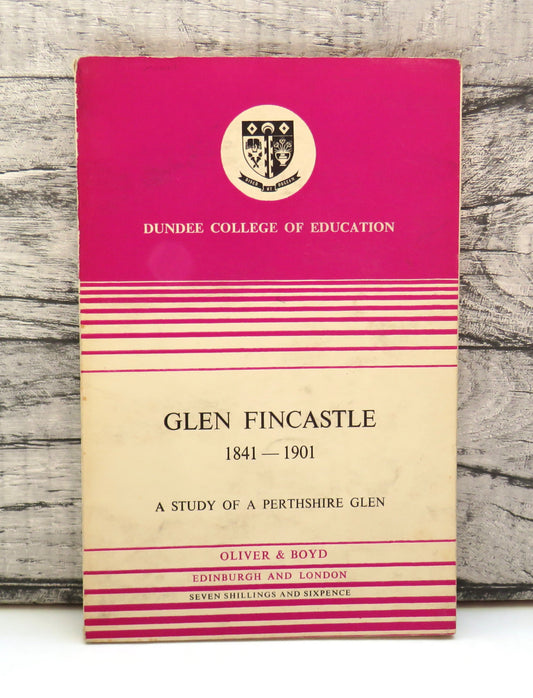 DUNDEE COLLEGE OF EDUCATION
GLEN FINCASTLE
1841 — 1901
A STUDY OF A PERTHSHIRE GLEN
OLIVER & BOYD
EDINBURGH AND LONDON
SEVEN SHILLINGS AND SIXPENCE